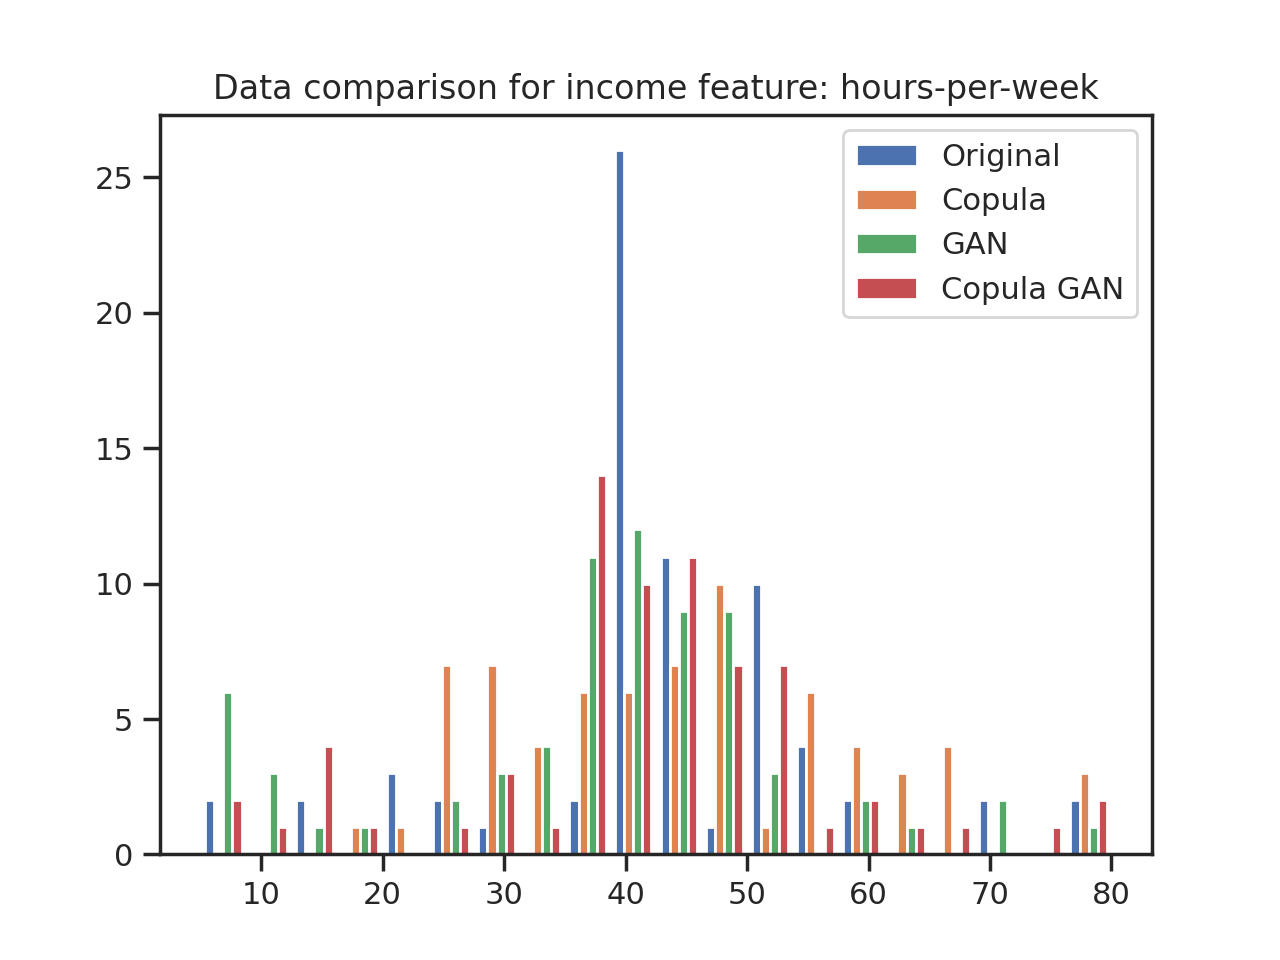 Data comparison for income feature: hours-per-week
Original
Copula
GAN
Copula GAN
25
20
15
10
5
0
10 20 30 40 50 60 70 80